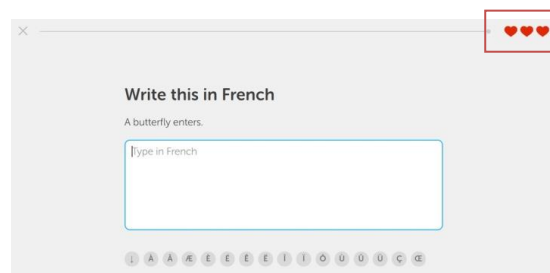 Write this in French
A butterfly enters.
Type in French
↓ À Â Æ È É Ê Ë Î Ï Ô Ù Û Ü Ç Œ